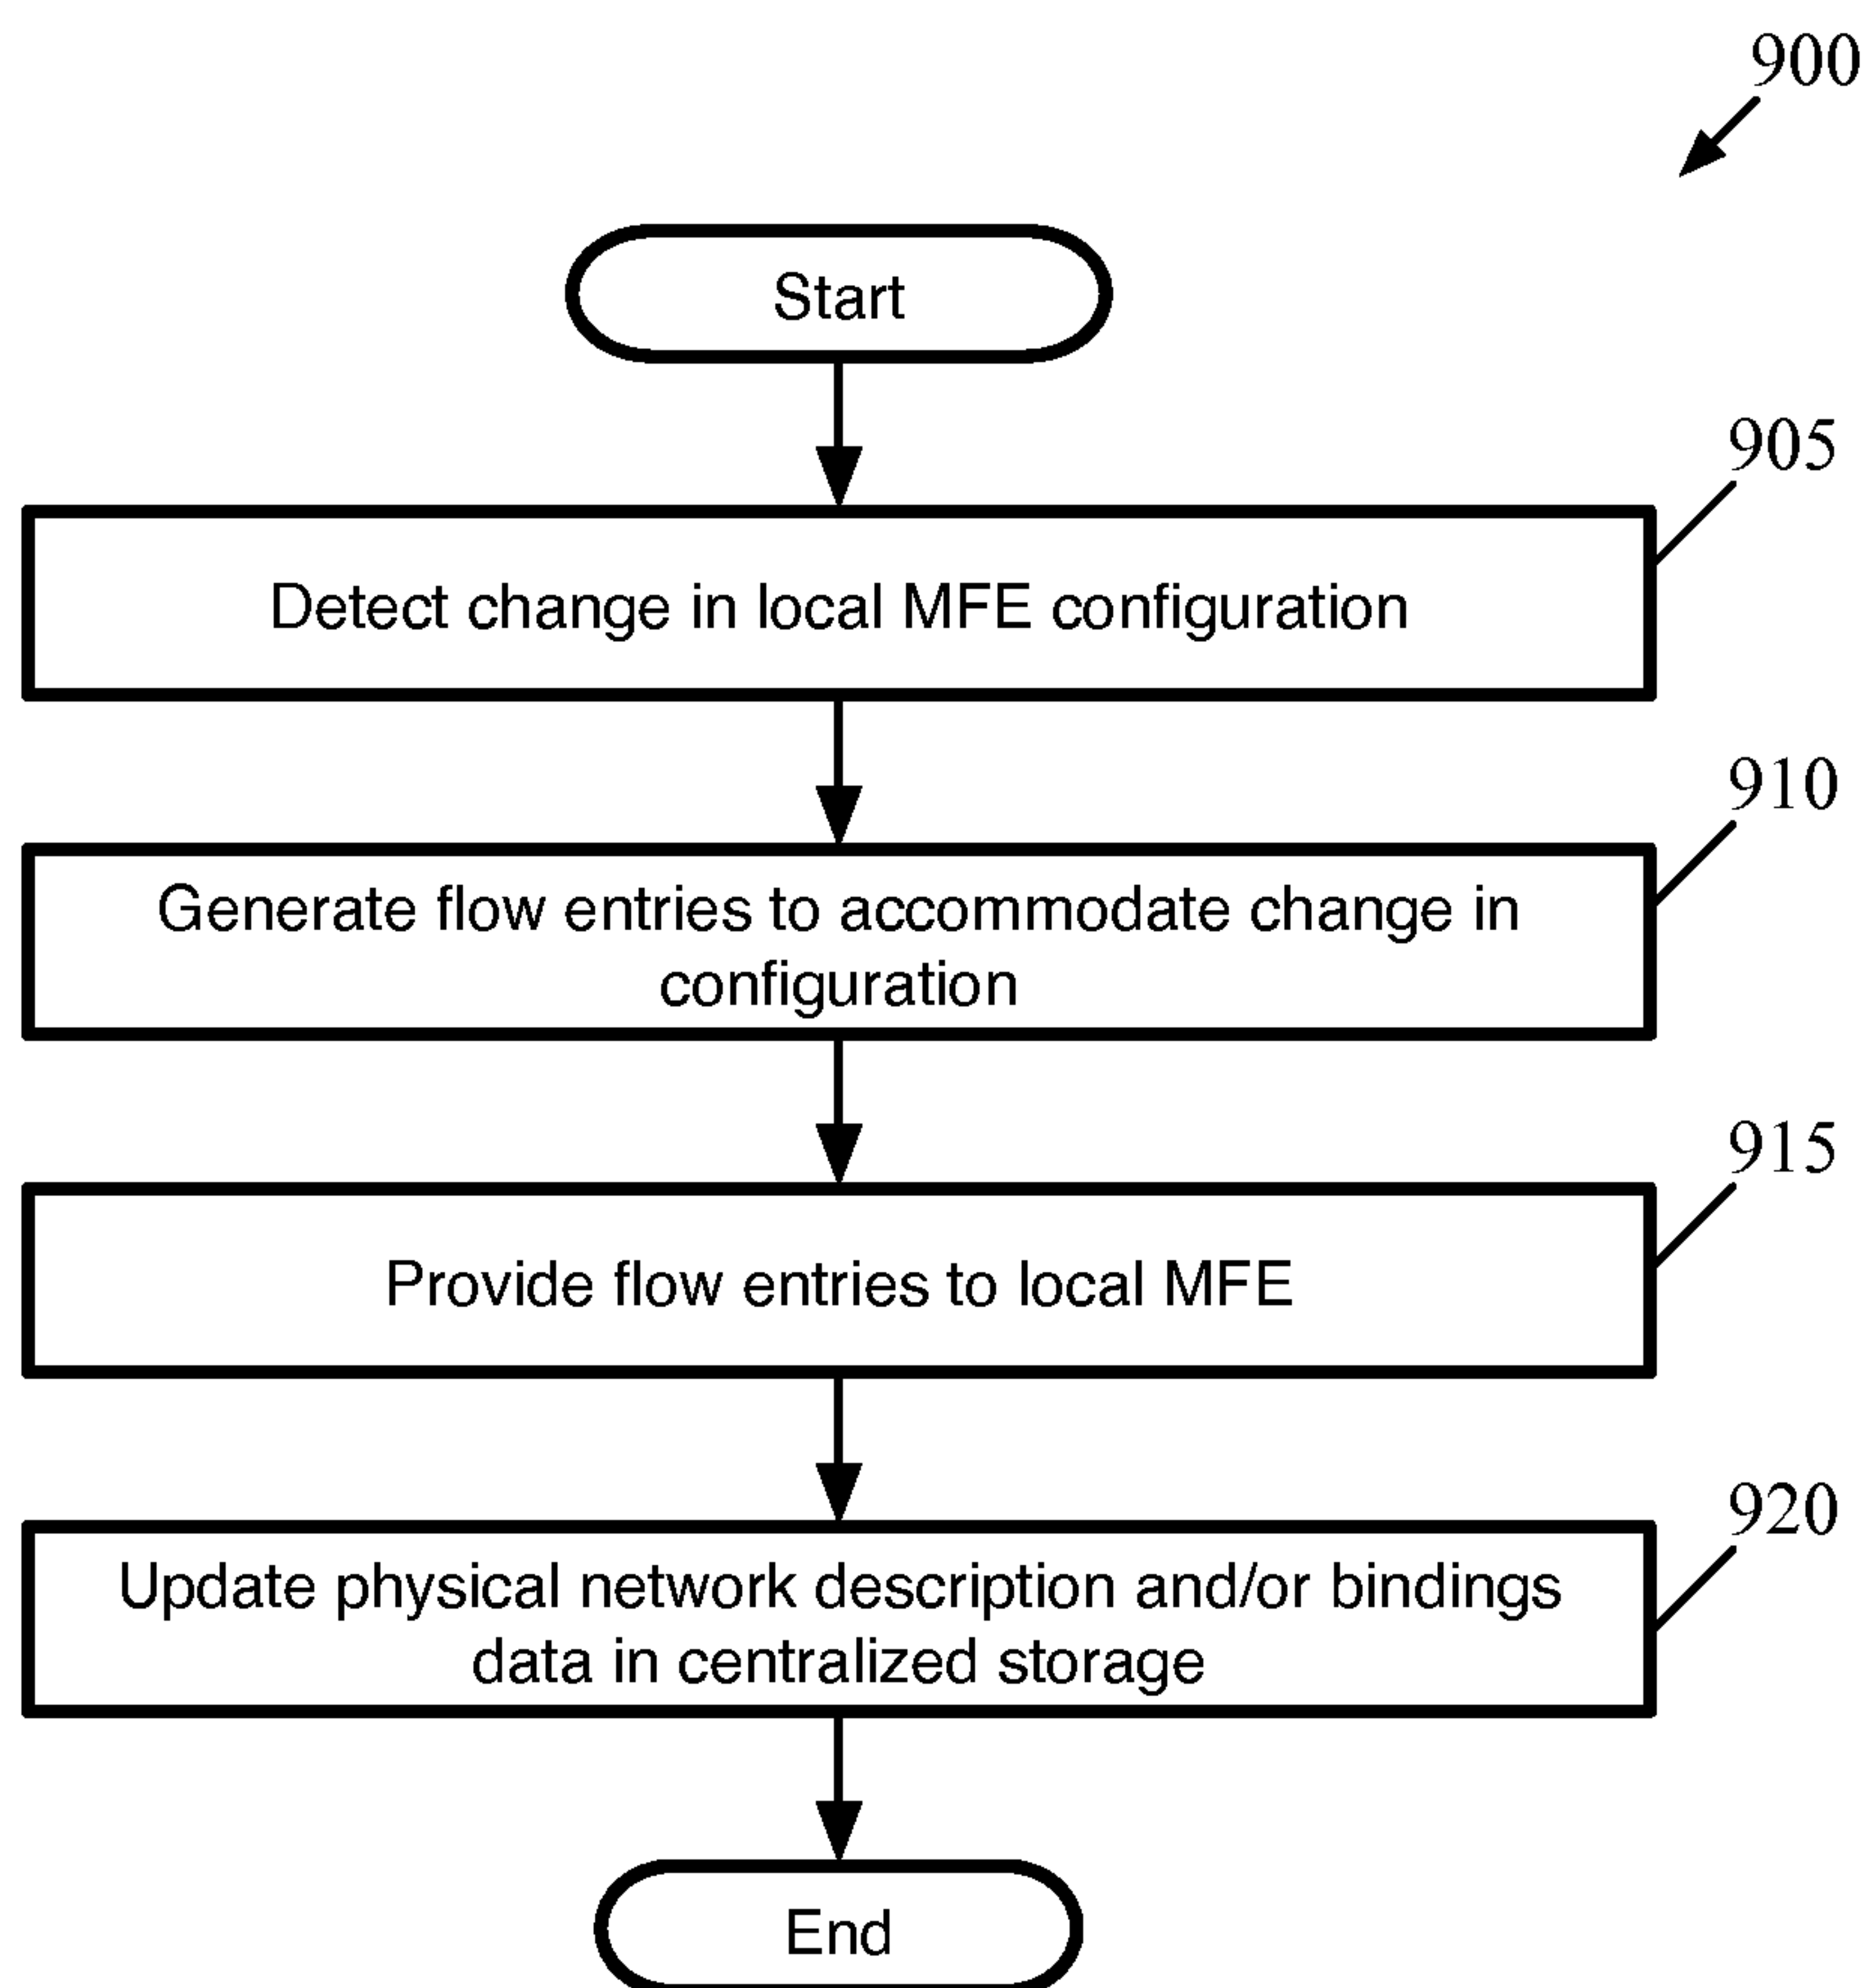 900
Start
905
Detect change in local MFE configuration
910
Generate flow entries to accommodate change in
configuration
915
Provide flow entries to local MFE
920
Update physical network description and/or bindings
data in centralized storage
End